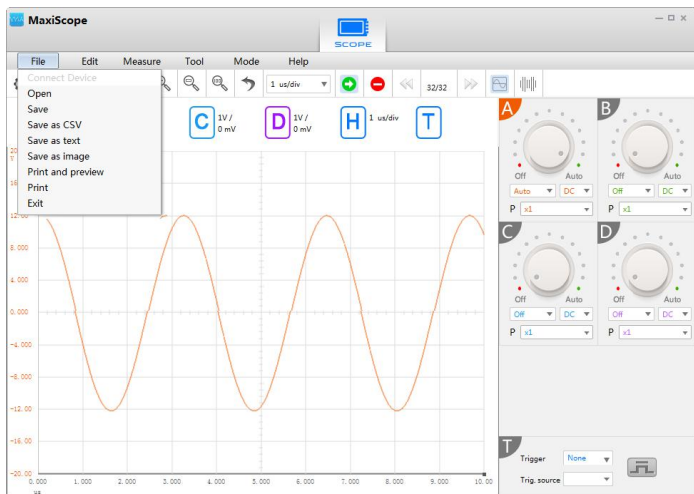 MaxiScope
SCOPE
File Edit Measure Tool Mode Help
Connect Device
Open
Save
Save as CSV
Save as text
Save as image
Print and preview
Print
Exit
1 us/div
32/32
C 1V / 0 mV
D 1V / 0 mV
H 1 us/div
T
20
V
16
12.00
8.000
4.000
0.000
-4.000
-8.000
-12.00
-16.00
-20.00
0.000 1.000 2.000 3.000 4.000 5.000 6.000 7.000 8.000 9.000 10.00
us
A
Off Auto
Auto DC
P x1
B
Off Auto
Off DC
P x1
C
Off Auto
Off DC
P x1
D
Off Auto
Off DC
P x1
T
Trigger None
Trig. source